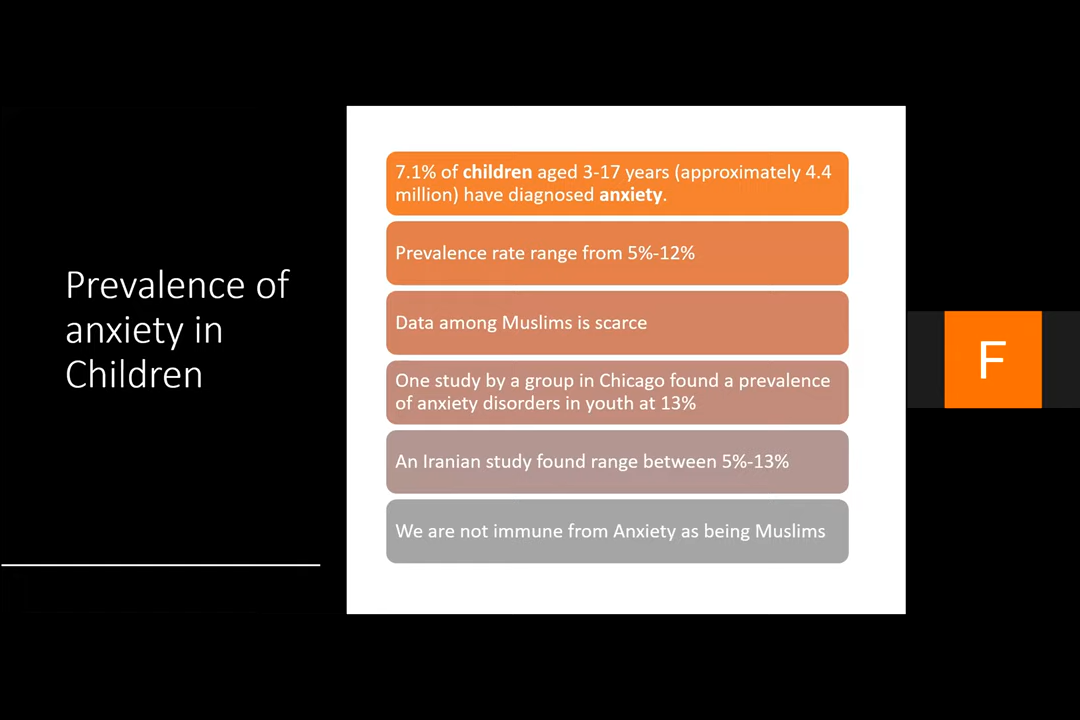 Prevalence of
anxiety in
Children
7.1% of children aged 3-17 years (approximately 4.4
million) have diagnosed anxiety.
Prevalence rate range from 5%-12%
Data among Muslims is scarce
One study by a group in Chicago found a prevalence
of anxiety disorders in youth at 13%
An Iranian study found range between 5%-13%
We are not immune from Anxiety as being Muslims
F